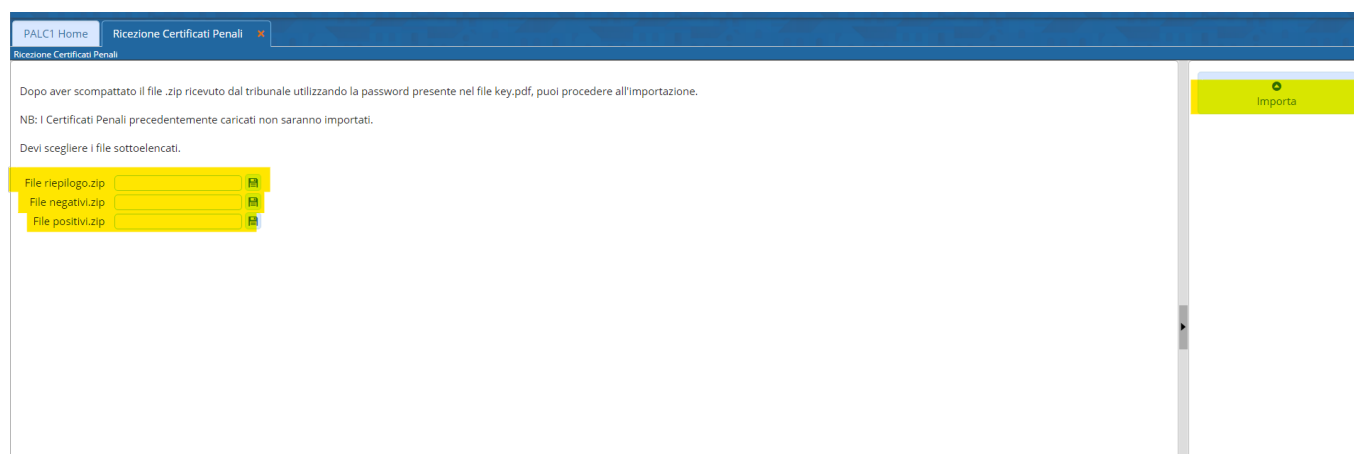 PALC1 Home
Ricezione Certificati Penali
Ricezione Certificati Penali
Dopo aver scompattato il file .zip ricevuto dal tribunale utilizzando la password presente nel file key.pdf, puoi procedere all'importazione.
NB: I Certificati Penali precedentemente caricati non saranno importati.
Devi scegliere i file sottoelencati.
File riepilogo.zip
File negativi.zip
File positivi.zip
Importa